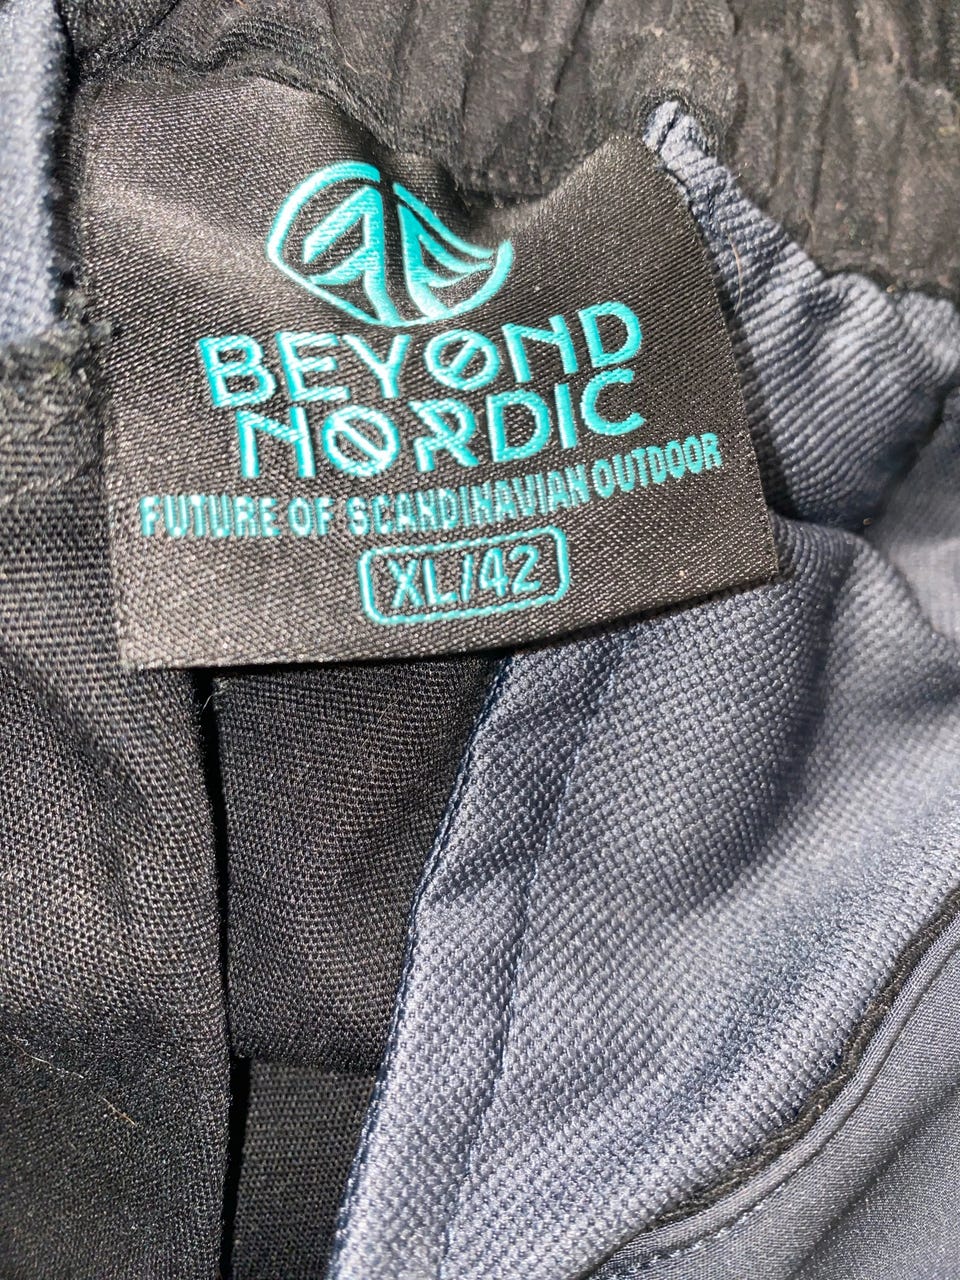 BEYØND
NØRDIC
FUTURE OF SCANDINAVIAN OUTDOOR
XL/42